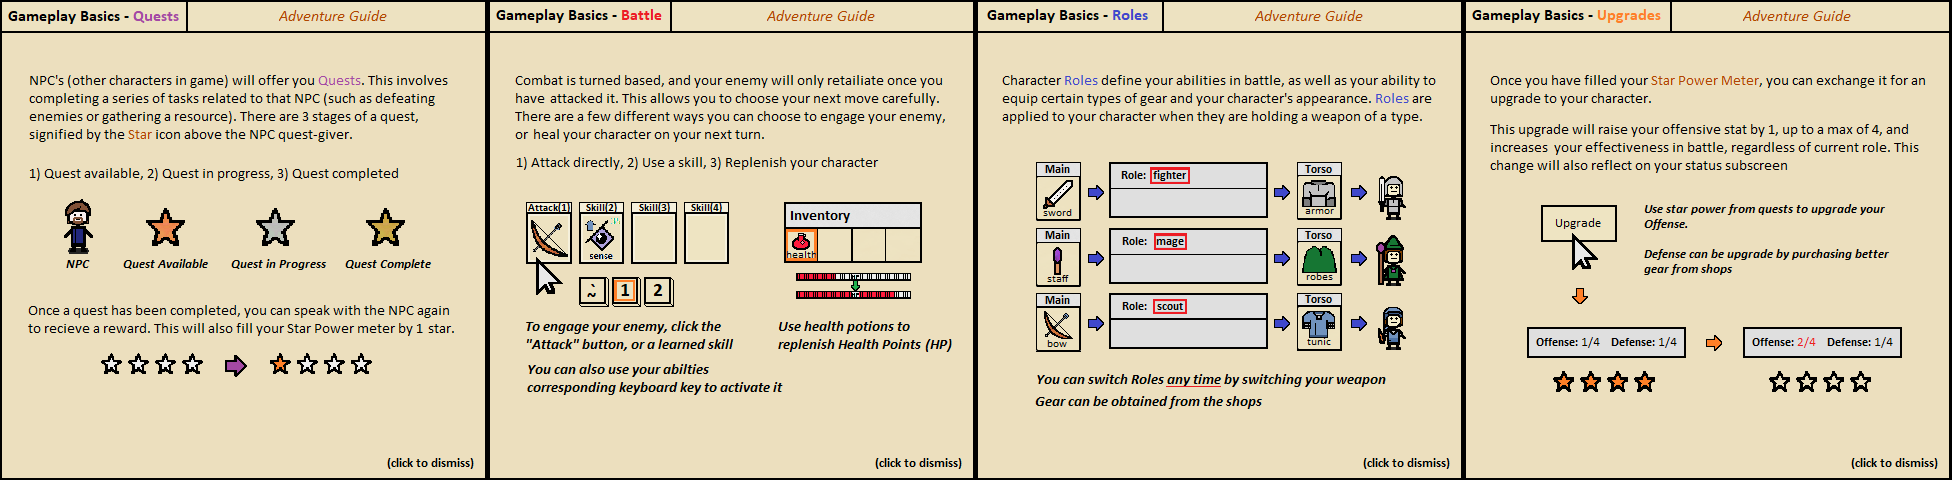 Gameplay Basics - Quests
Adventure Guide
NPC's (other characters in game) will offer you Quests. This involves
completing a series of tasks related to that NPC (such as defeating
enemies or gathering a resource). There are 3 stages of a quest,
signified by the Star icon above the NPC quest-giver.
1) Quest available, 2) Quest in progress, 3) Quest completed
NPC
Quest Available
Quest in Progress
Quest Complete
Once a quest has been completed, you can speak with the NPC again
to recieve a reward. This will also fill your Star Power meter by 1 star.
(click to dismiss)
Gameplay Basics - Battle
Adventure Guide
Combat is turned based, and your enemy will only retailiate once you
have attacked it. This allows you to choose your next move carefully.
There are a few different ways you can choose to engage your enemy,
or heal your character on your next turn.
1) Attack directly, 2) Use a skill, 3) Replenish your character
Attack(1)
Skill(2)
Skill(3)
Skill(4)
sense
~ `
1
2
Inventory
health
To engage your enemy, click the
"Attack" button, or a learned skill
You can also use your abilties
corresponding keyboard key to activate it
Use health potions to
replenish Health Points (HP)
(click to dismiss)
Gameplay Basics - Roles
Adventure Guide
Character Roles define your abilities in battle, as well as your ability to
equip certain types of gear and your character's appearance. Roles are
applied to your character when they are holding a weapon of a type.
Main
sword
Role: fighter
Torso
armor
Main
staff
Role: mage
Torso
robes
Main
bow
Role: scout
Torso
tunic
You can switch Roles any time by switching your weapon
Gear can be obtained from the shops
(click to dismiss)
Gameplay Basics - Upgrades
Adventure Guide
Once you have filled your Star Power Meter, you can exchange it for an
upgrade to your character.
This upgrade will raise your offensive stat by 1, up to a max of 4, and
increases your effectiveness in battle, regardless of current role. This
change will also reflect on your status subscreen
Upgrade
Use star power from quests to upgrade your
Offense.
Defense can be upgrade by purchasing better
gear from shops
Offense: 1/4 Defense: 1/4
Offense: 2/4 Defense: 1/4
(click to dismiss)